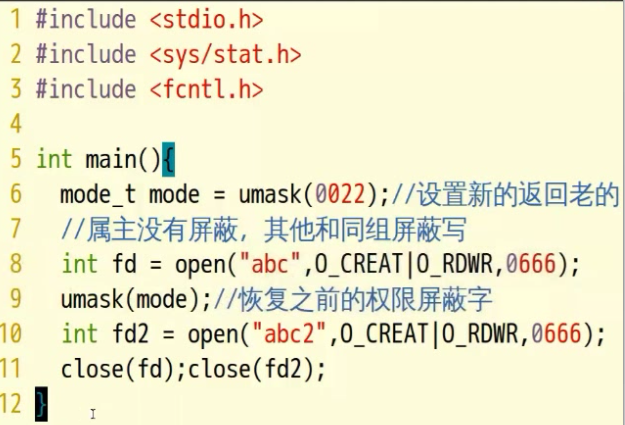 1 #include <stdio.h>
2 #include <sys/stat.h>
3 #include <fcntl.h>
4
5 int main(){
6   mode_t mode = umask(0022);//设置新的返回老的
7   //属主没有屏蔽, 其他和同组屏蔽写
8   int fd = open("abc",O_CREAT|O_RDWR,0666);
9   umask(mode);//恢复之前的权限屏蔽字
10   int fd2 = open("abc2",O_CREAT|O_RDWR,0666);
11   close(fd);close(fd2);
12 }